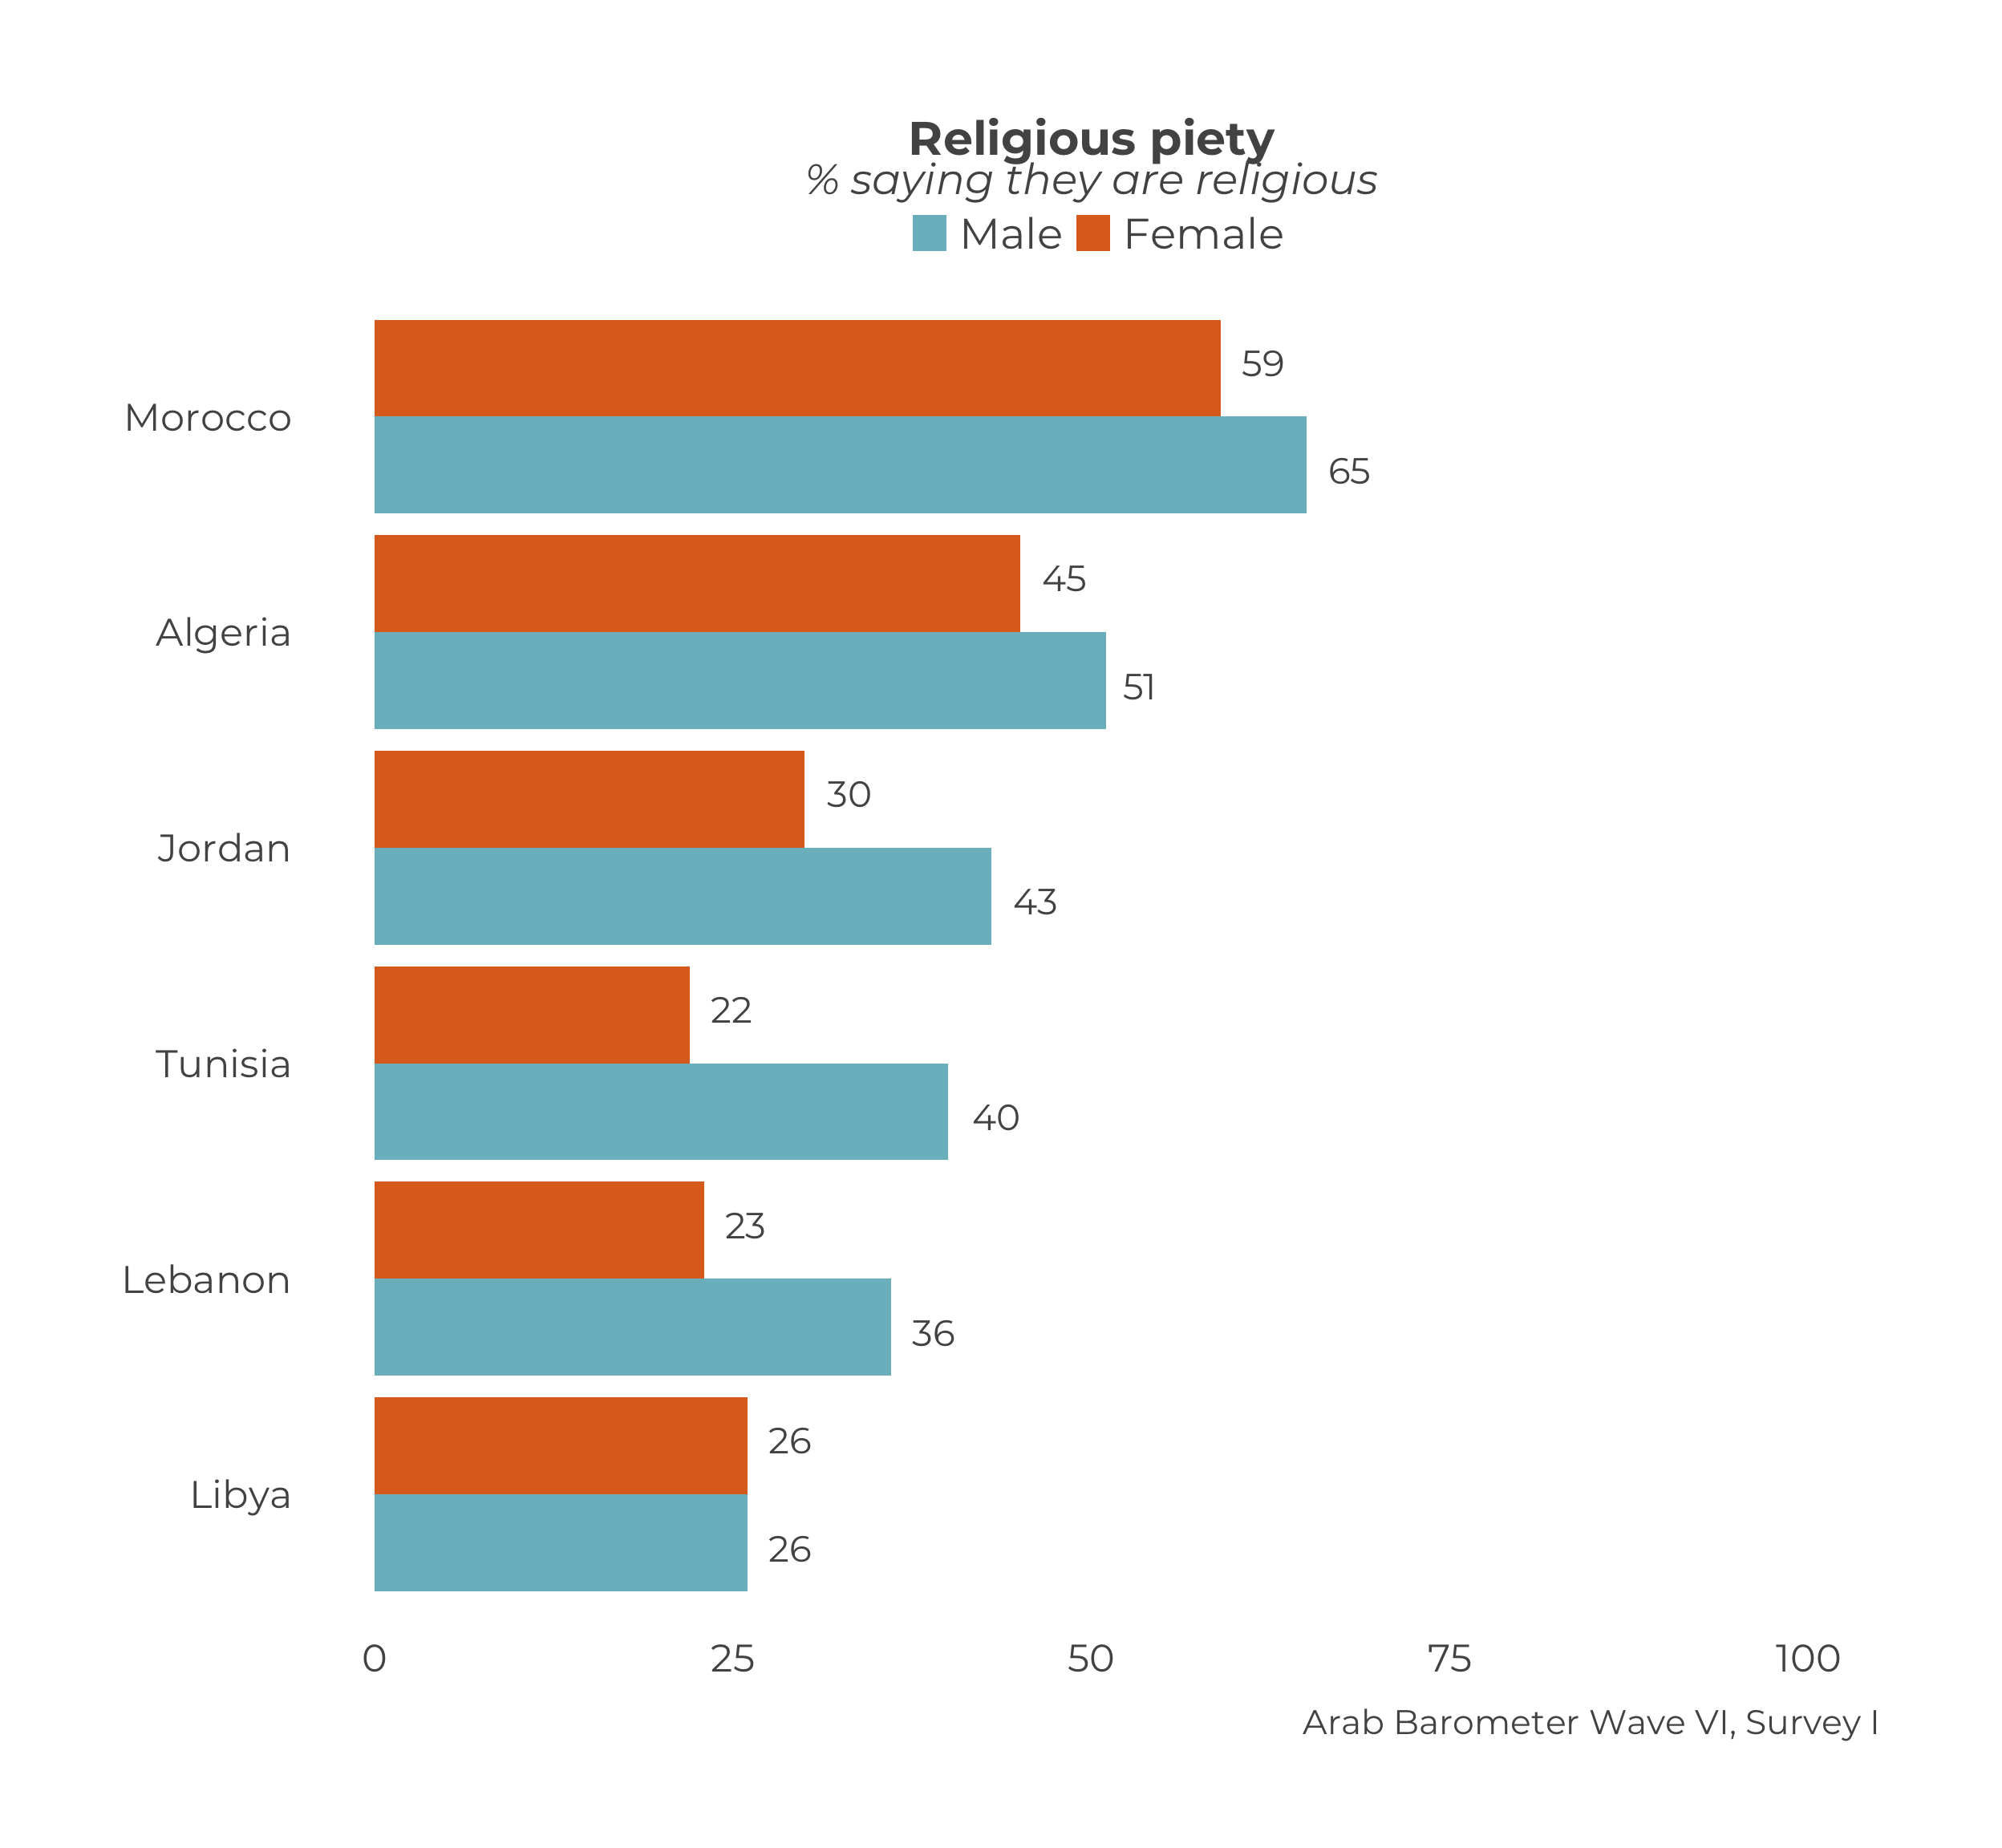 Religious piety
% saying they are religious
Male Female
59
Morocco
65
45
Algeria
51
30
Jordan
43
22
Tunisia
40
23
Lebanon
36
26
Libya
26
0 25 50 75 100
Arab Barometer Wave VI, Survey I